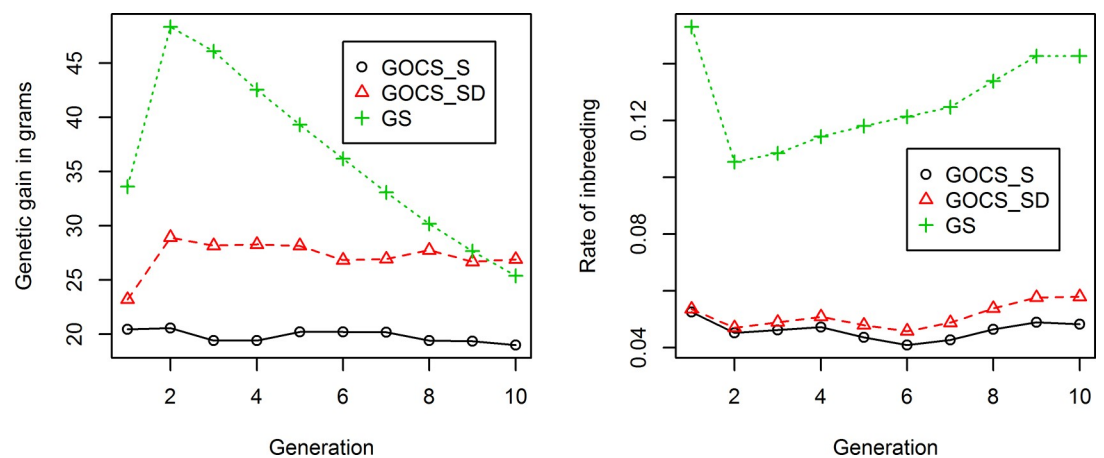 Genetic gain in grams
45
40
35
30
25
20
GOCS_S
GOCS_SD
GS
2
4
6
8
10
Generation
Rate of inbreeding
0.12
0.08
0.04
GOCS_S
GOCS_SD
GS
2
4
6
8
10
Generation